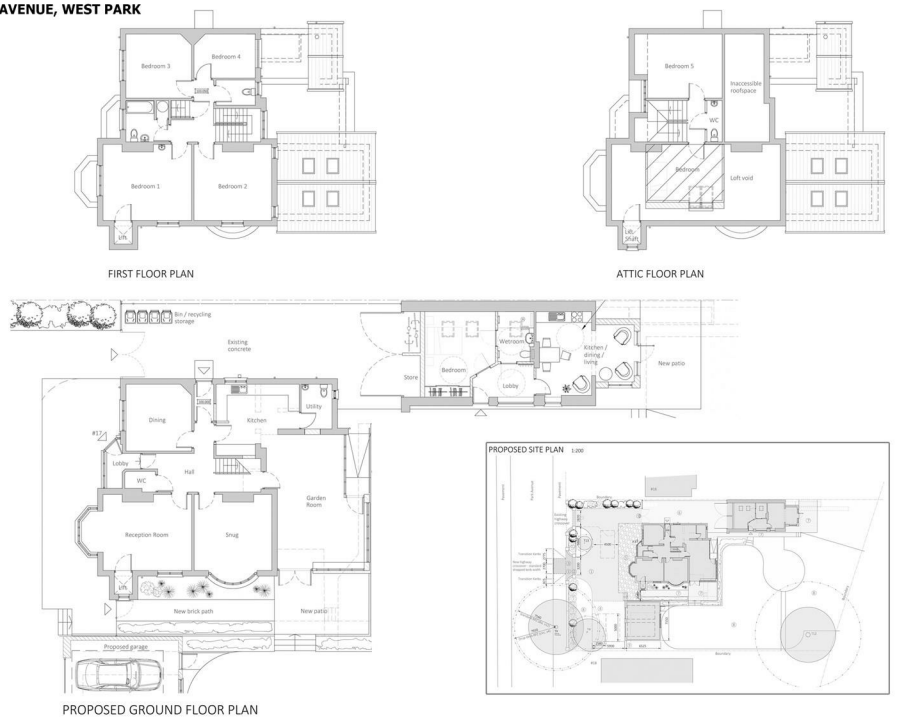 AVENUE, WEST PARK
Bedroom 3
Bedroom 4
Bedroom 1
Bedroom 2
Lift
FIRST FLOOR PLAN
Bedroom 5
Inaccessible
roofspace
WC
Bedroom
Loft void
Lift
Shaft
ATTIC FLOOR PLAN
Bin / recycling
storage
Existing
concrete
Store
Bedroom
Wetroom
Lobby
Kitchen /
dining /
living
New patio
Dining
Kitchen
Utility
#17
Lobby
WC
Hall
Garden
Room
Reception Room
Snug
Lift
New brick path
New patio
Proposed garage
PROPOSED GROUND FLOOR PLAN
PROPOSED SITE PLAN 1:200
Boundary
Boundary